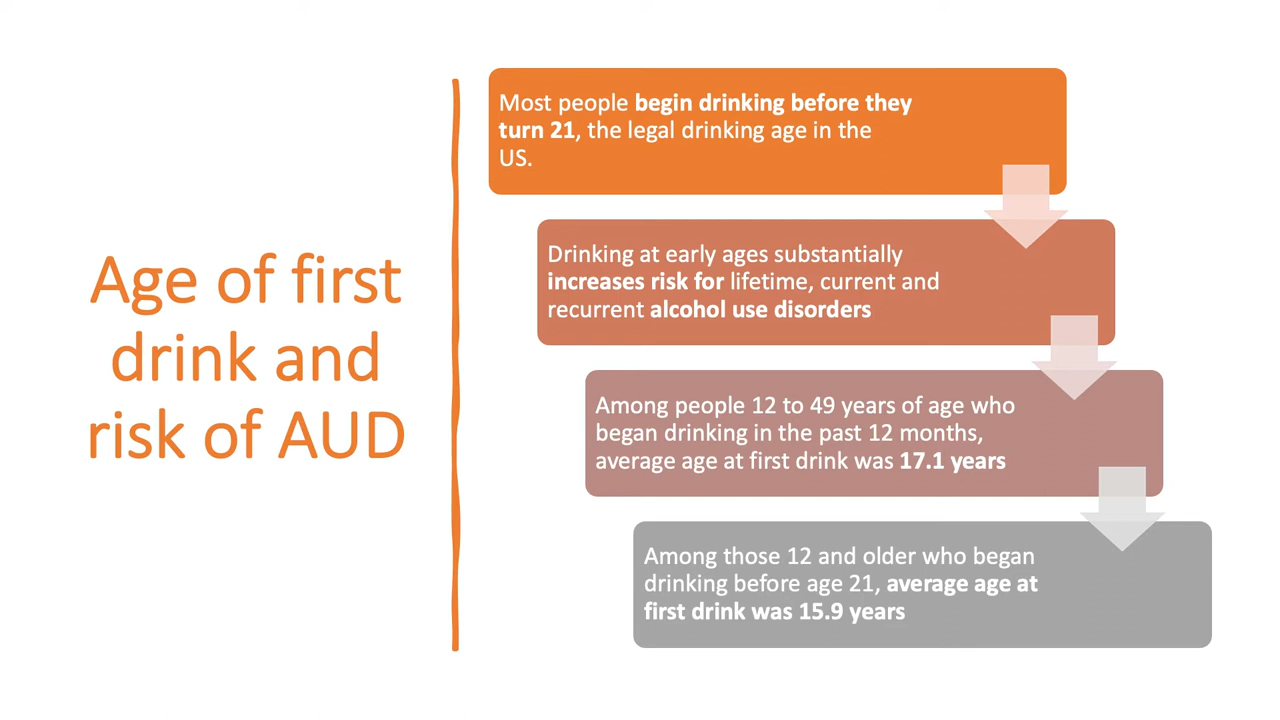 Age of first
drink and
risk of AUD
Most people begin drinking before they
turn 21, the legal drinking age in the
US.
Drinking at early ages substantially
increases risk for lifetime, current and
recurrent alcohol use disorders
Among people 12 to 49 years of age who
began drinking in the past 12 months,
average age at first drink was 17.1 years
Among those 12 and older who began
drinking before age 21, average age at
first drink was 15.9 years